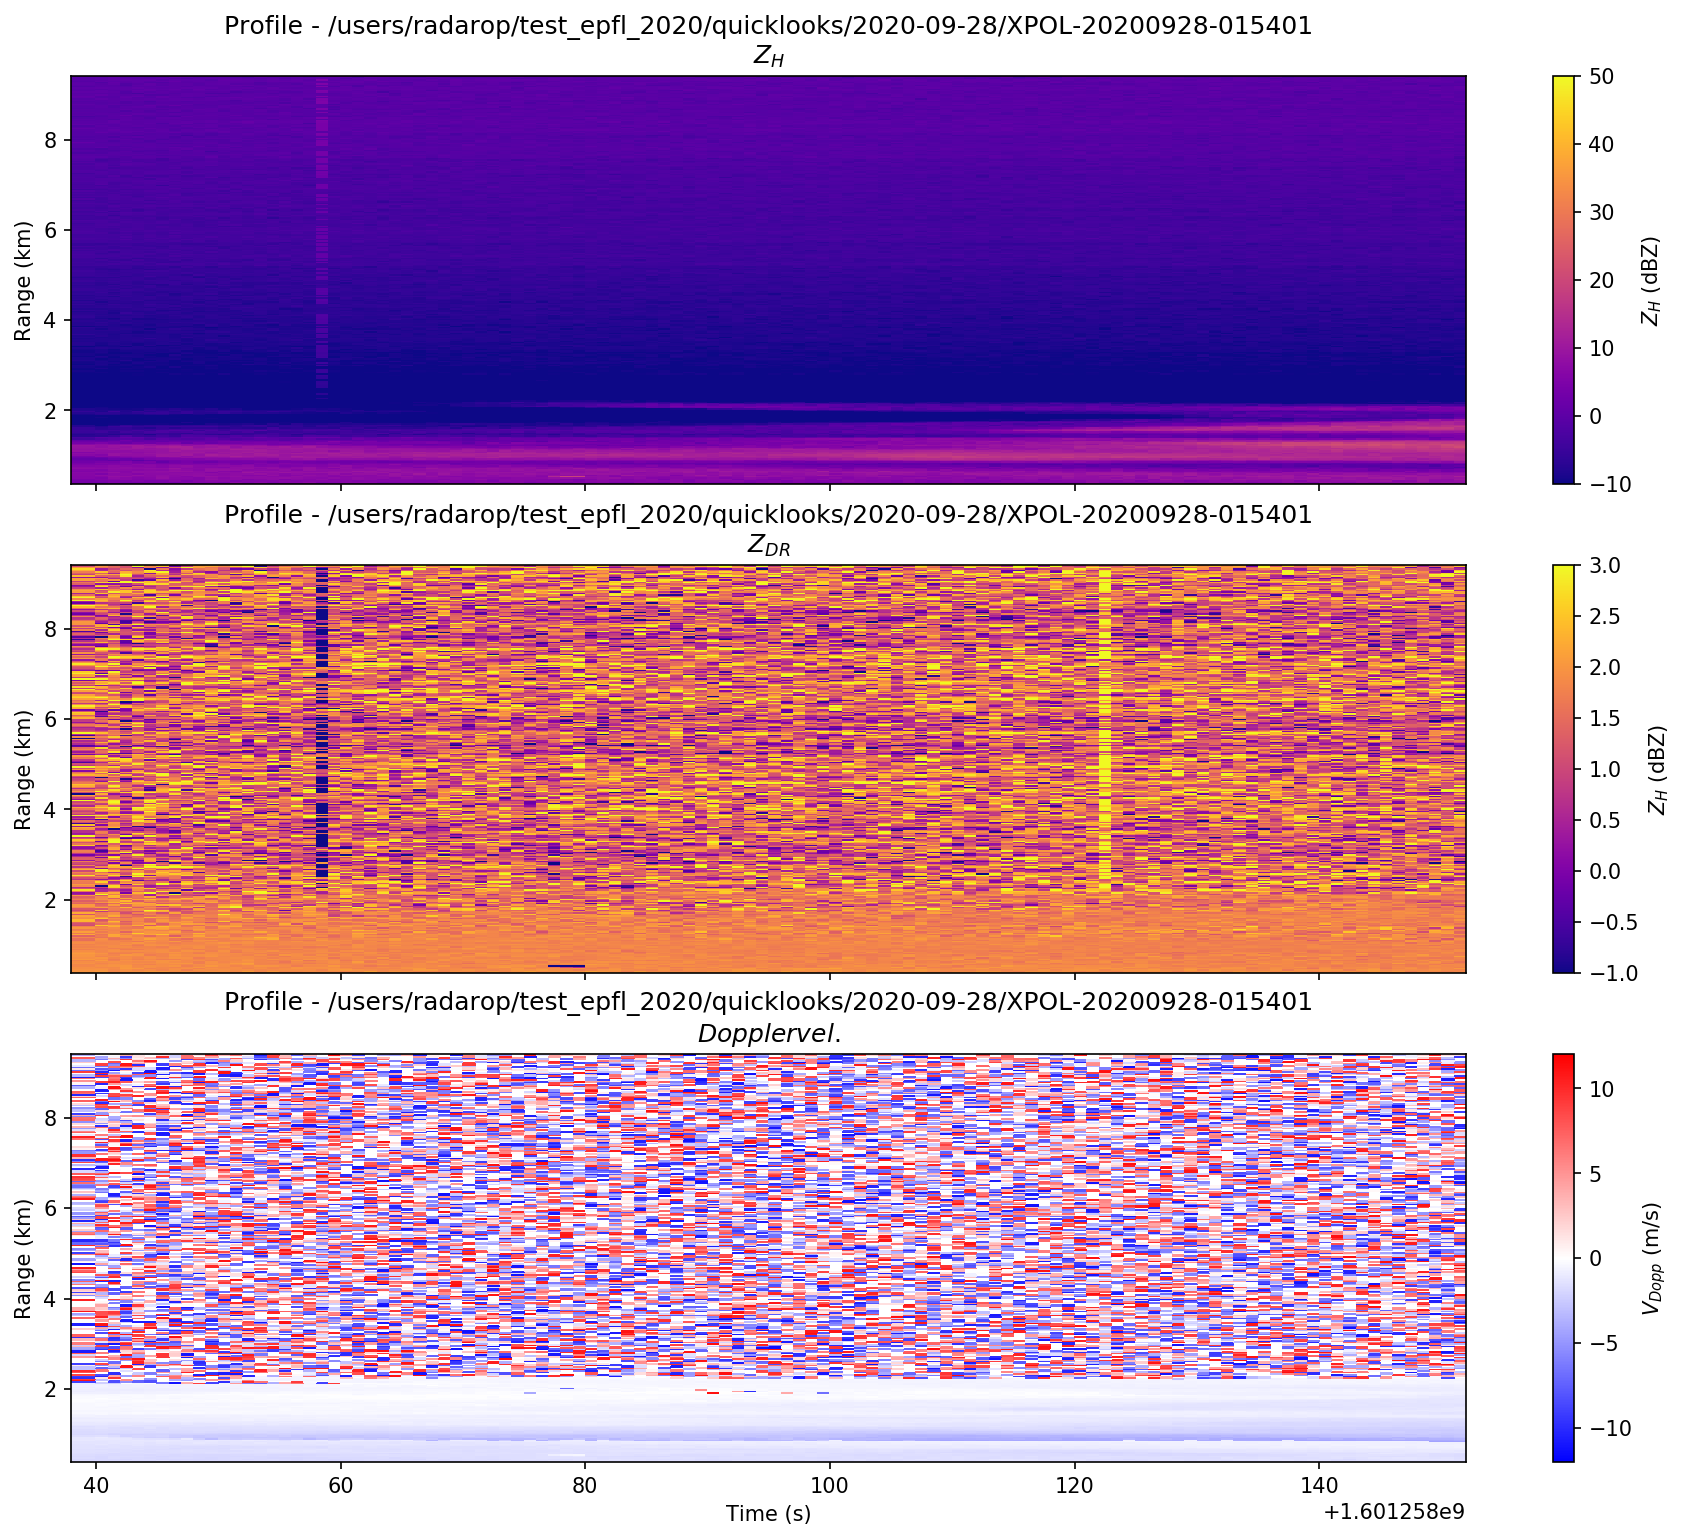 Profile - /users/radarop/test_epfl_2020/quicklooks/2020-09-28/XPOL-20200928-015401
Z_H
Range (km)
8
6
4
2
50
40
30
20
10
0
−10
Z_H (dBZ)
Profile - /users/radarop/test_epfl_2020/quicklooks/2020-09-28/XPOL-20200928-015401
Z_DR
Range (km)
8
6
4
2
3.0
2.5
2.0
1.5
1.0
0.5
0.0
−0.5
−1.0
Z_H (dBZ)
Profile - /users/radarop/test_epfl_2020/quicklooks/2020-09-28/XPOL-20200928-015401
Dopplervel.
Range (km)
8
6
4
2
10
5
0
−5
−10
V_Dopp (m/s)
40 60 80 100 120 140
Time (s)
+1.601258e9